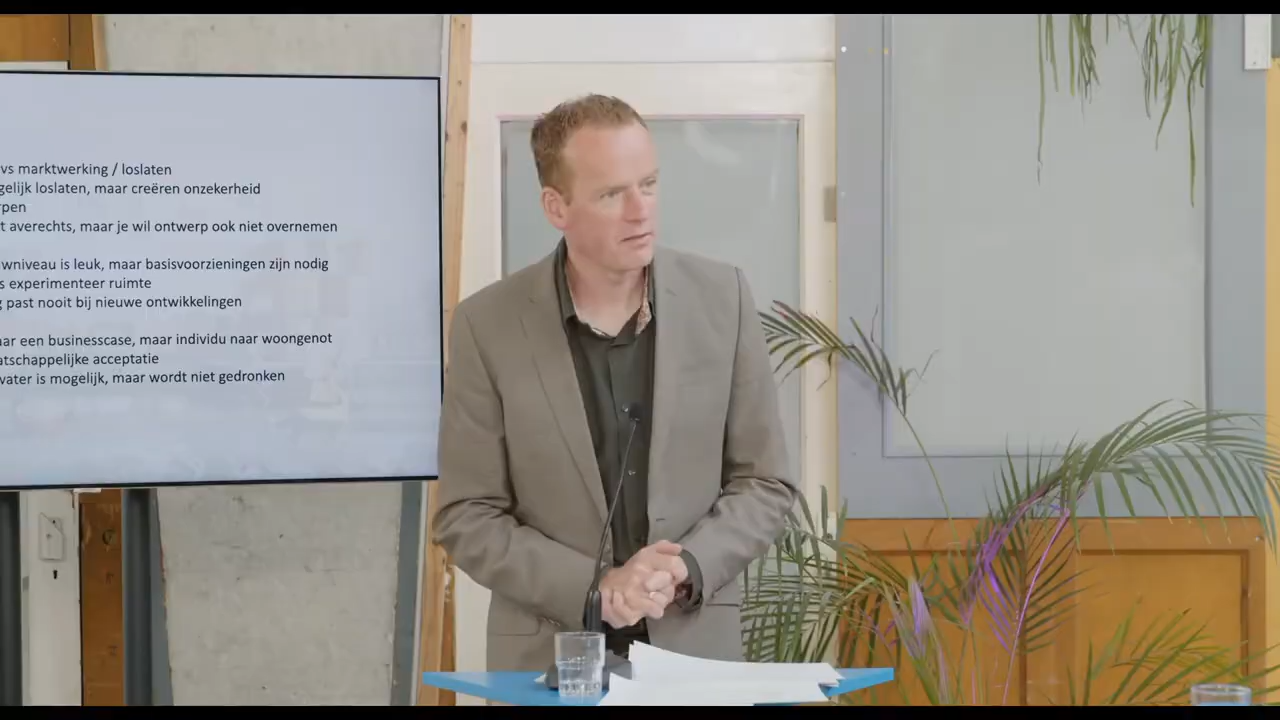 vs marktwerking / loslaten
gelijk loslaten, maar creëren onzekerheid
rpen
t averechts, maar je wil ontwerp ook niet overnemen
wniveau is leuk, maar basisvoorzieningen zijn nodig
s experimenteer ruimte
g past nooit bij nieuwe ontwikkelingen
ar een businesscase, maar individu naar woongenot
atschappelijke acceptatie
vater is mogelijk, maar wordt niet gedronken